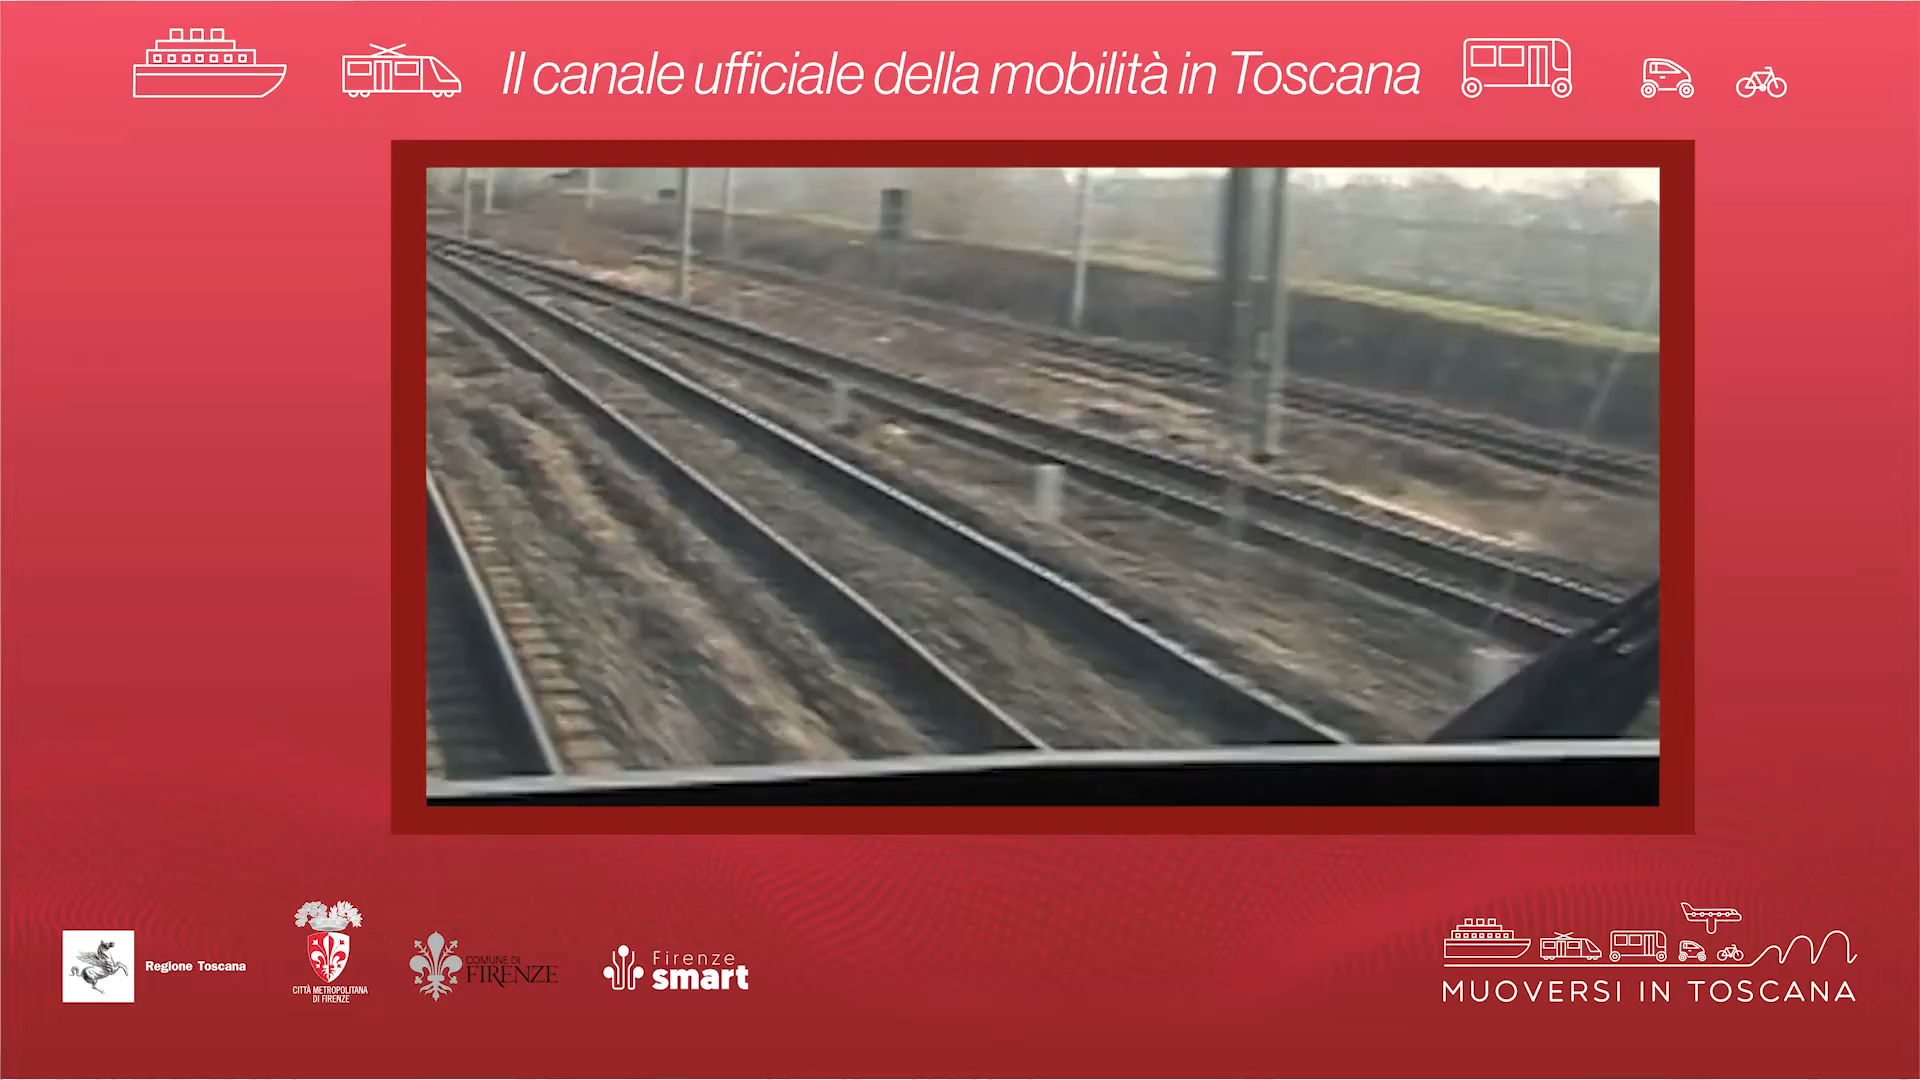 Il canale ufficiale della mobilità in Toscana
Regione Toscana
CITTÀ METROPOLITANA
DI FIRENZE
COMUNE DI
FIRENZE
Firenze
smart
MUOVERSI IN TOSCANA